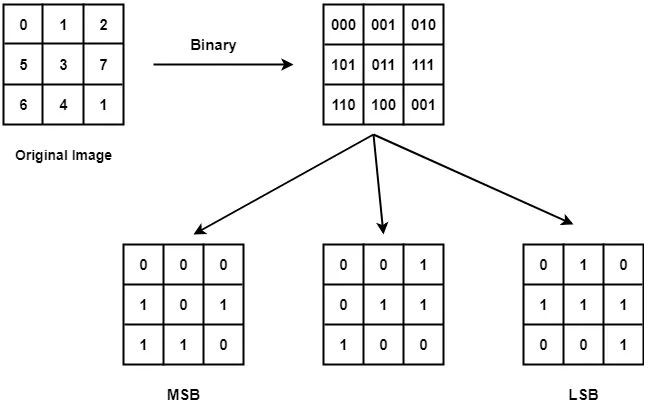 0 1 2
5 3 7
6 4 1
Original Image
Binary
000 001 010
101 011 111
110 100 001
0 0 0
1 0 1
1 1 0
MSB
0 0 1
0 1 1
1 0 0
0 1 0
1 1 1
0 0 1
LSB